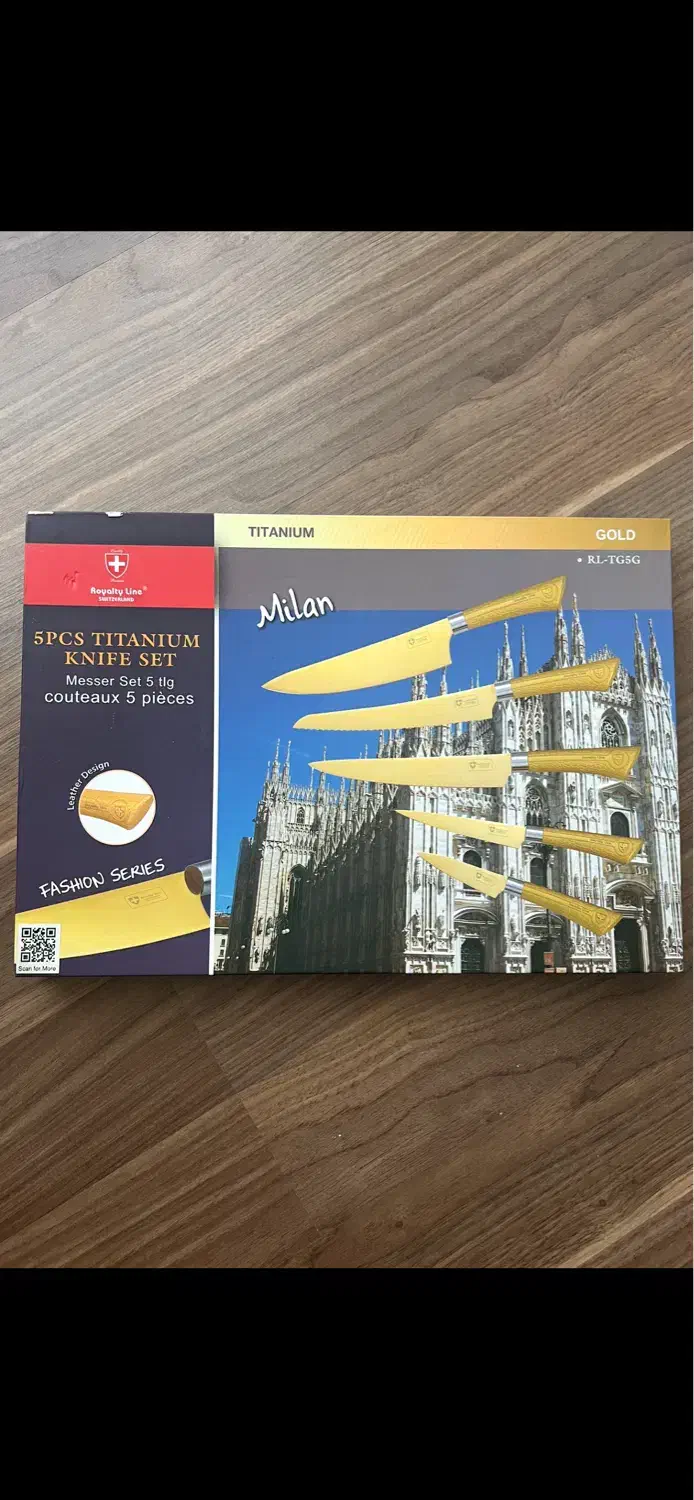 TITANIUM
GOLD
• RL-TG5G
Royalty Line®
SWITZERLAND
5PCS TITANIUM
KNIFE SET
Messer Set 5 tlg
couteaux 5 pièces
Milan
Leather Design
FASHION SERIES
Scan for More